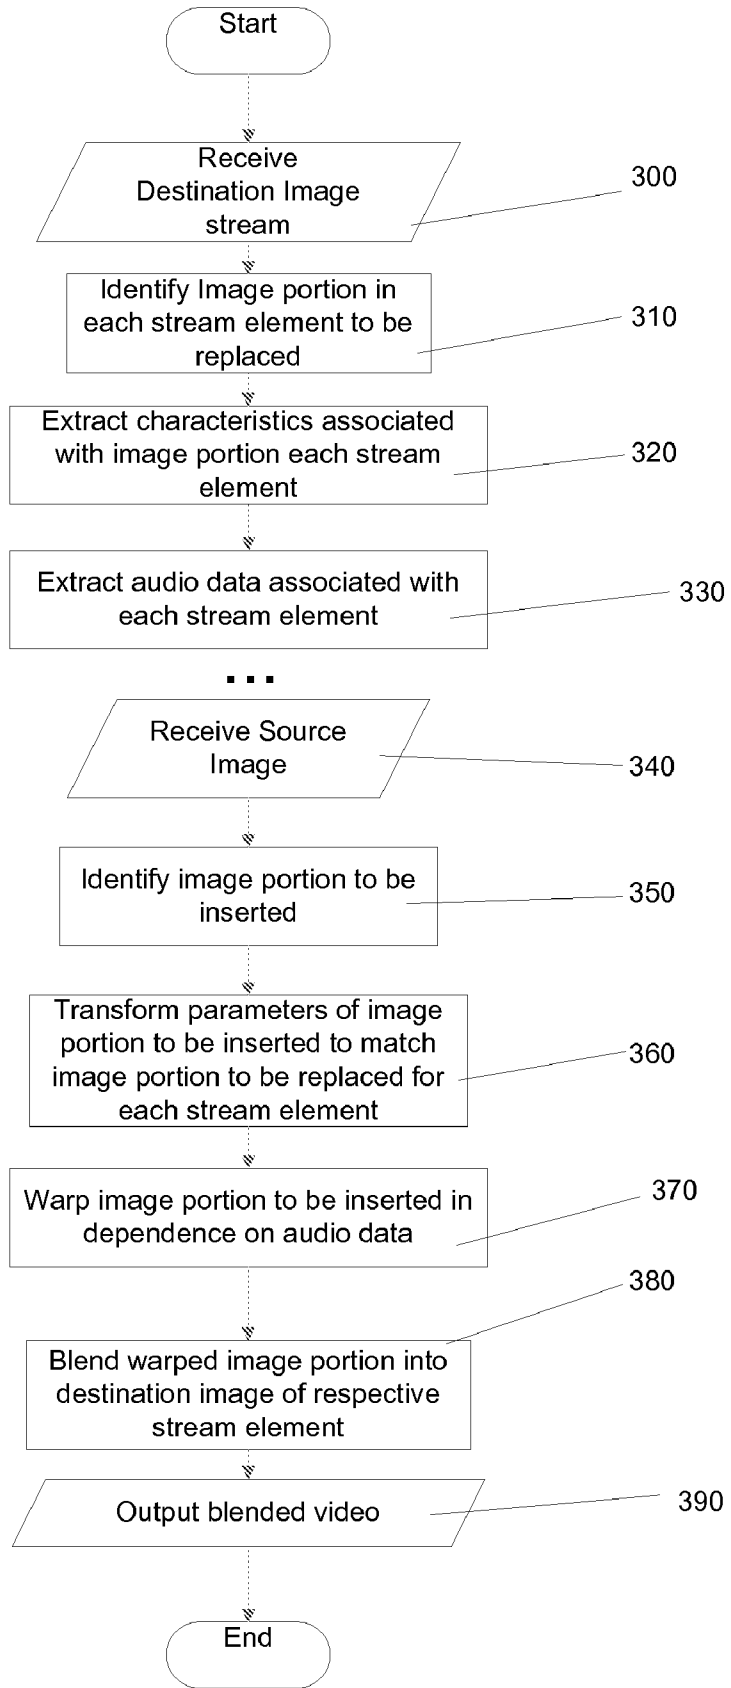 Start
Receive
Destination Image
stream
300
Identify Image portion in
each stream element to be
replaced
310
Extract characteristics associated
with image portion each stream
element
320
Extract audio data associated with
each stream element
330
...
Receive Source
Image
340
Identify image portion to be
inserted
350
Transform parameters of image
portion to be inserted to match
image portion to be replaced for
each stream element
360
Warp image portion to be inserted in
dependence on audio data
370
380
Blend warped image portion into
destination image of respective
stream element
Output blended video
390
End